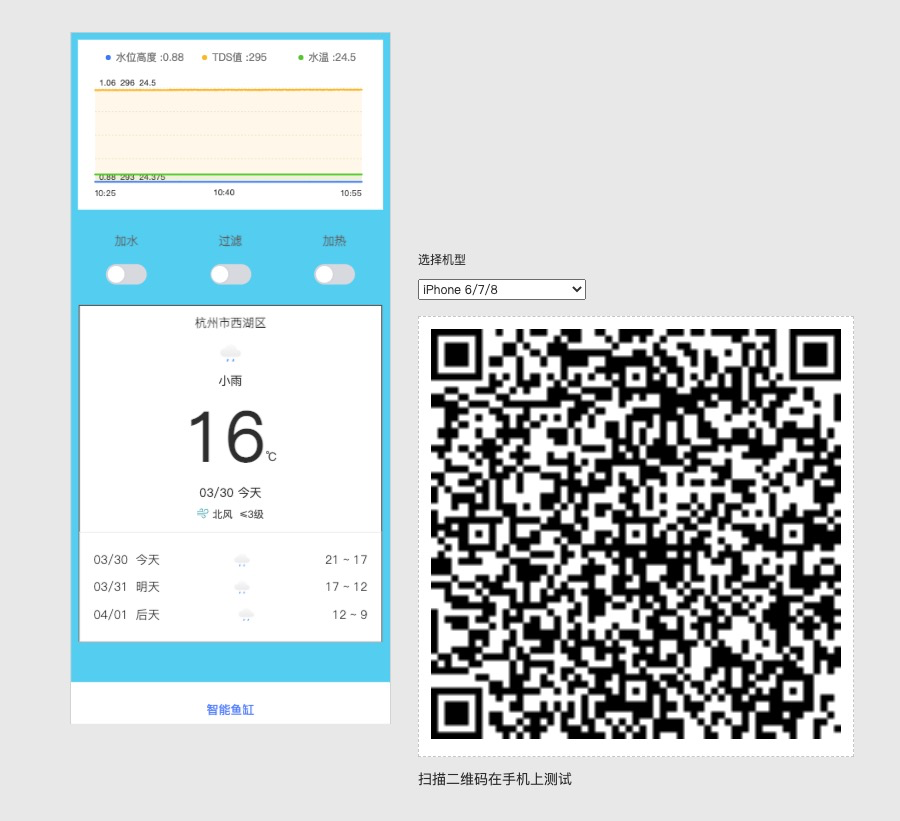 水位高度 :0.88 TDS值 :295 水温 :24.5
1.06 296 24.5
0.88 293 24.375
10:25 10:40 10:55
加水 过滤 加热
杭州市西湖区
小雨
16℃
03/30 今天
北风 ≤3级
03/30 今天 21 ~ 17
03/31 明天 17 ~ 12
04/01 后天 12 ~ 9
智能鱼缸
选择机型
iPhone 6/7/8
扫描二维码在手机上测试